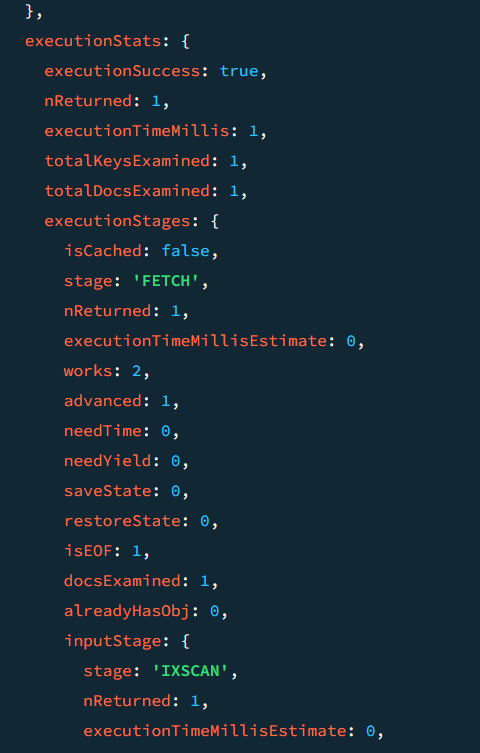 },
executionStats: {
executionSuccess: true,
nReturned: 1,
executionTimeMillis: 1,
totalKeysExamined: 1,
totalDocsExamined: 1,
executionStages: {
isCached: false,
stage: 'FETCH',
nReturned: 1,
executionTimeMillisEstimate: 0,
works: 2,
advanced: 1,
needTime: 0,
needYield: 0,
saveState: 0,
restoreState: 0,
isEOF: 1,
docsExamined: 1,
alreadyHasObj: 0,
inputStage: {
stage: 'IXSCAN',
nReturned: 1,
executionTimeMillisEstimate: 0,